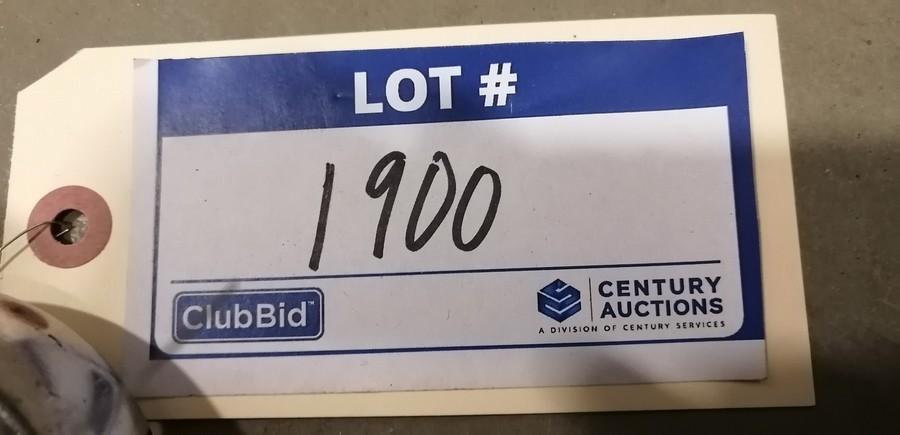 LOT #
1900
ClubBid™
CENTURY
AUCTIONS
A DIVISION OF CENTURY SERVICES